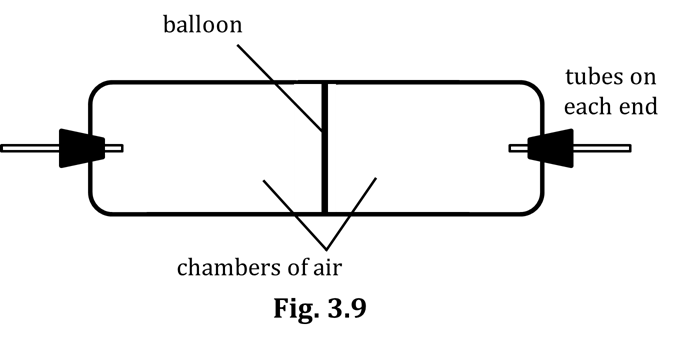 balloon
tubes on
each end
chambers of air
Fig. 3.9